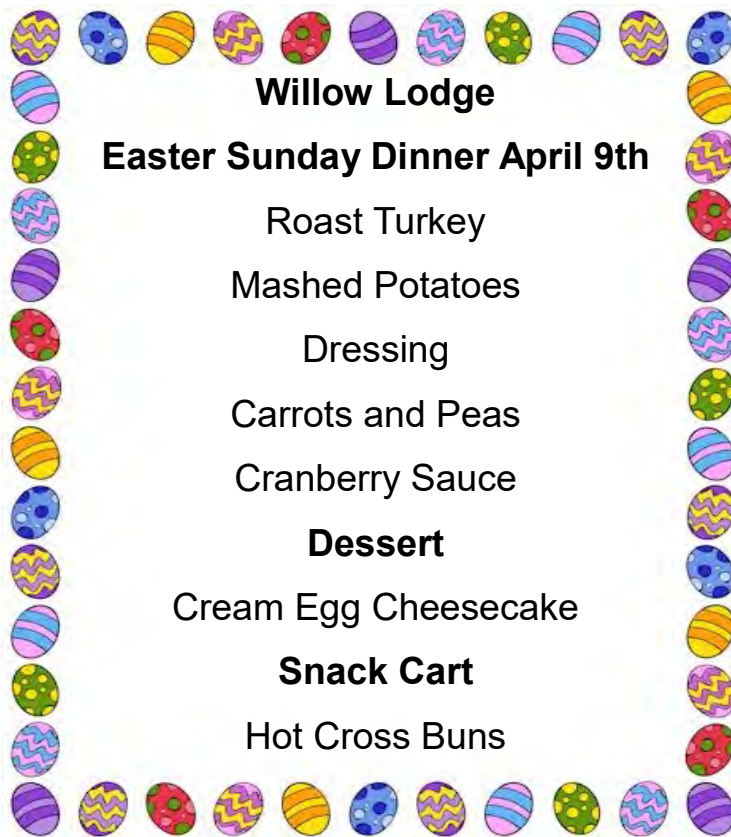 Willow Lodge
Easter Sunday Dinner April 9th
Roast Turkey
Mashed Potatoes
Dressing
Carrots and Peas
Cranberry Sauce
Dessert
Cream Egg Cheesecake
Snack Cart
Hot Cross Buns